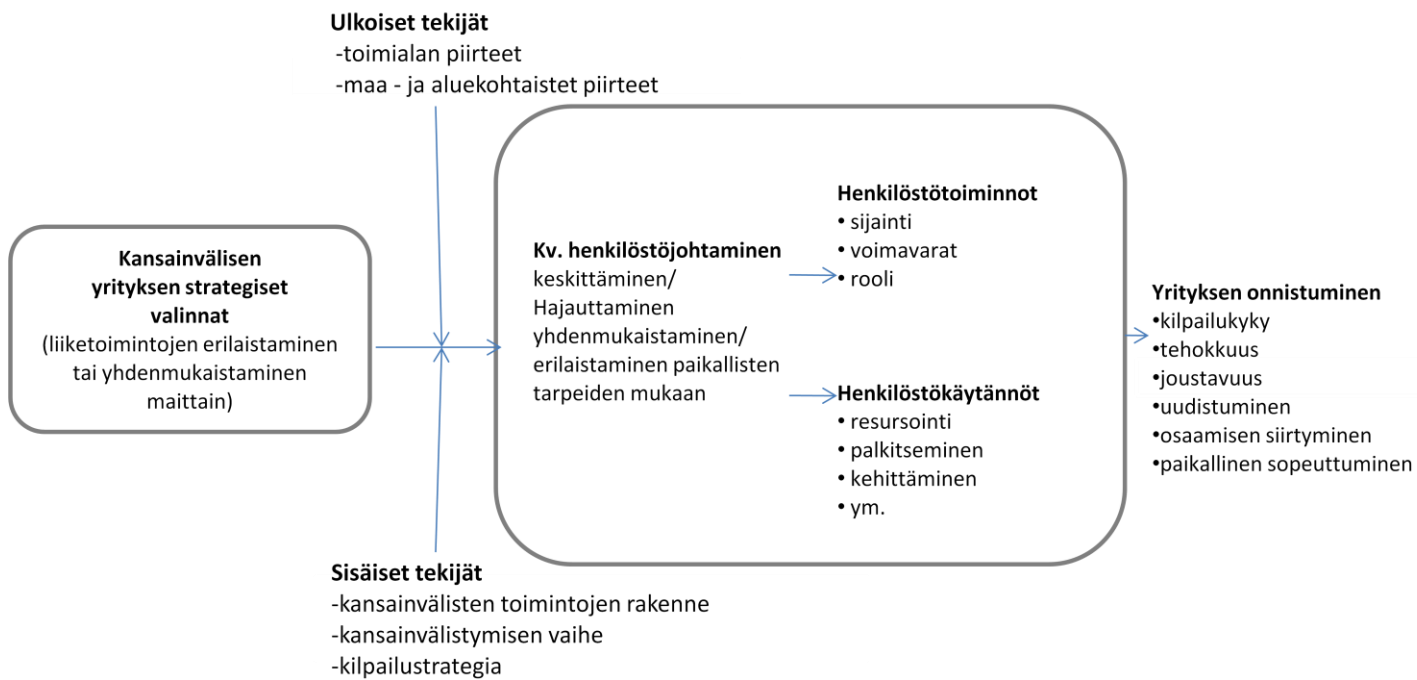 Ulkoiset tekijät
-toimialan piirteet
-maa - ja aluekohtaistet piirteet
Kansainvälisen
yrityksen strategiset
valinnat
(liiketoimintojen erilaistaminen
tai yhdenmukaistaminen
maittain)
Sisäiset tekijät
-kansainvälisten toimintojen rakenne
-kansainvälistymisen vaihe
-kilpailustrategia
Kv. henkilöstöjohtaminen
keskittäminen/
Hajauttaminen
yhdenmukaistaminen/
erilaistaminen paikallisten
tarpeiden mukaan
Henkilöstötoiminnot
• sijainti
• voimavarat
• rooli
Henkilöstökäytännöt
• resursointi
• palkitseminen
• kehittäminen
• ym.
Yrityksen onnistuminen
•kilpailukyky
•tehokkuus
•joustavuus
•uudistuminen
•osaamisen siirtyminen
•paikallinen sopeuttuminen